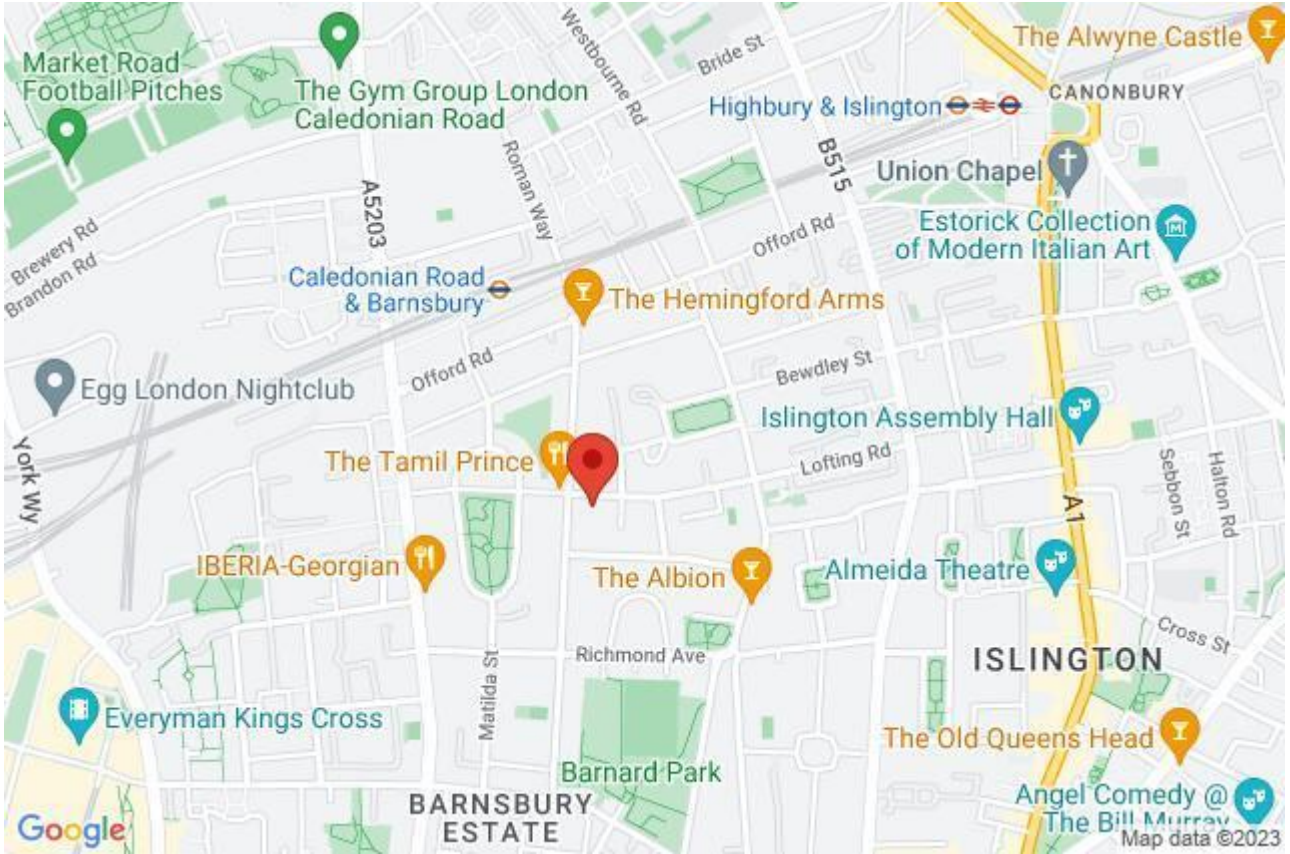 The Alwyne Castle
Market Road
Football Pitches
The Gym Group London
Caledonian Road
Westbourne Rd
Bride St
Highbury & Islington
CANONBURY
Roman Way
A5203
B515
Union Chapel
Estorick Collection
of Modern Italian Art
Brewery Rd
Brandon Rd
Offord Rd
Caledonian Road
& Barnsbury
The Hemingford Arms
Offord Rd
Bewdley St
Egg London Nightclub
Islington Assembly Hall
York Wy
The Tamil Prince
Lofting Rd
Sebbon St
Halton Rd
A1
IBERIA-Georgian
The Albion
Almeida Theatre
Cross St
Richmond Ave
ISLINGTON
Matilda St
Everyman Kings Cross
The Old Queens Head
Barnard Park
BARNSBURY
ESTATE
Angel Comedy @
The Bill Murray
Google
Map data ©2023